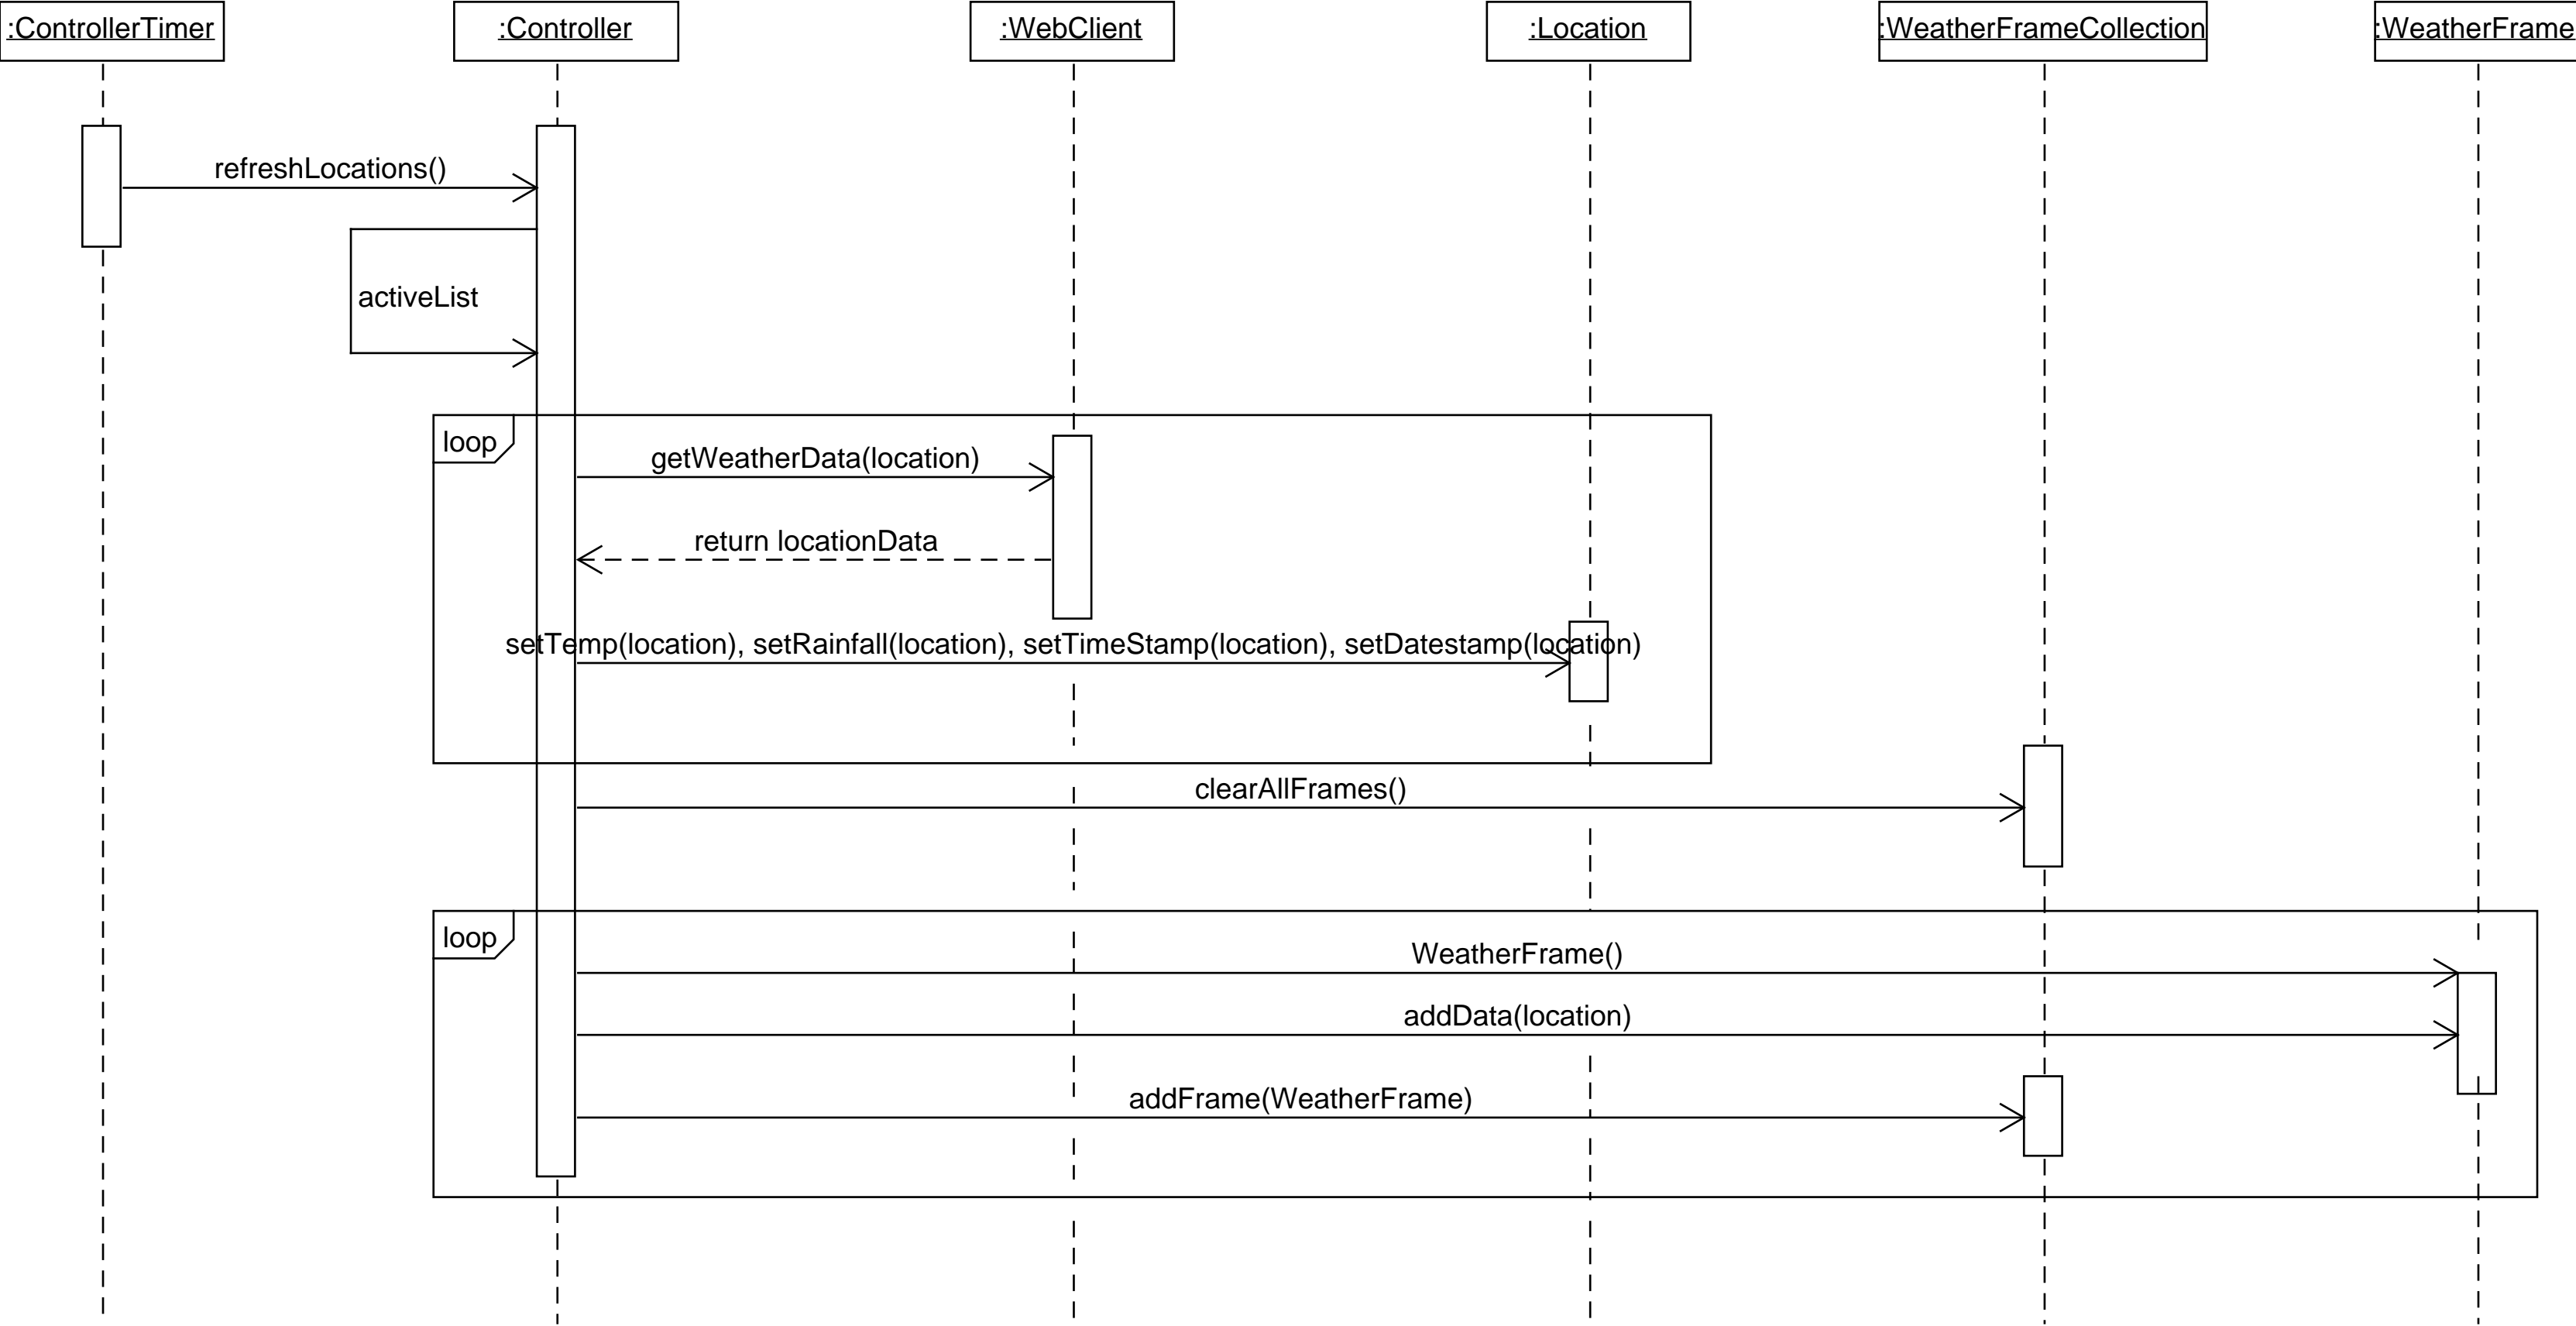 :ControllerTimer
:Controller
:WebClient
:Location
:WeatherFrameCollection
:WeatherFrame
refreshLocations()
activeList
loop
getWeatherData(location)
return locationData
setTemp(location), setRainfall(location), setTimeStamp(location), setDatestamp(location)
clearAllFrames()
loop
WeatherFrame()
addData(location)
addFrame(WeatherFrame)